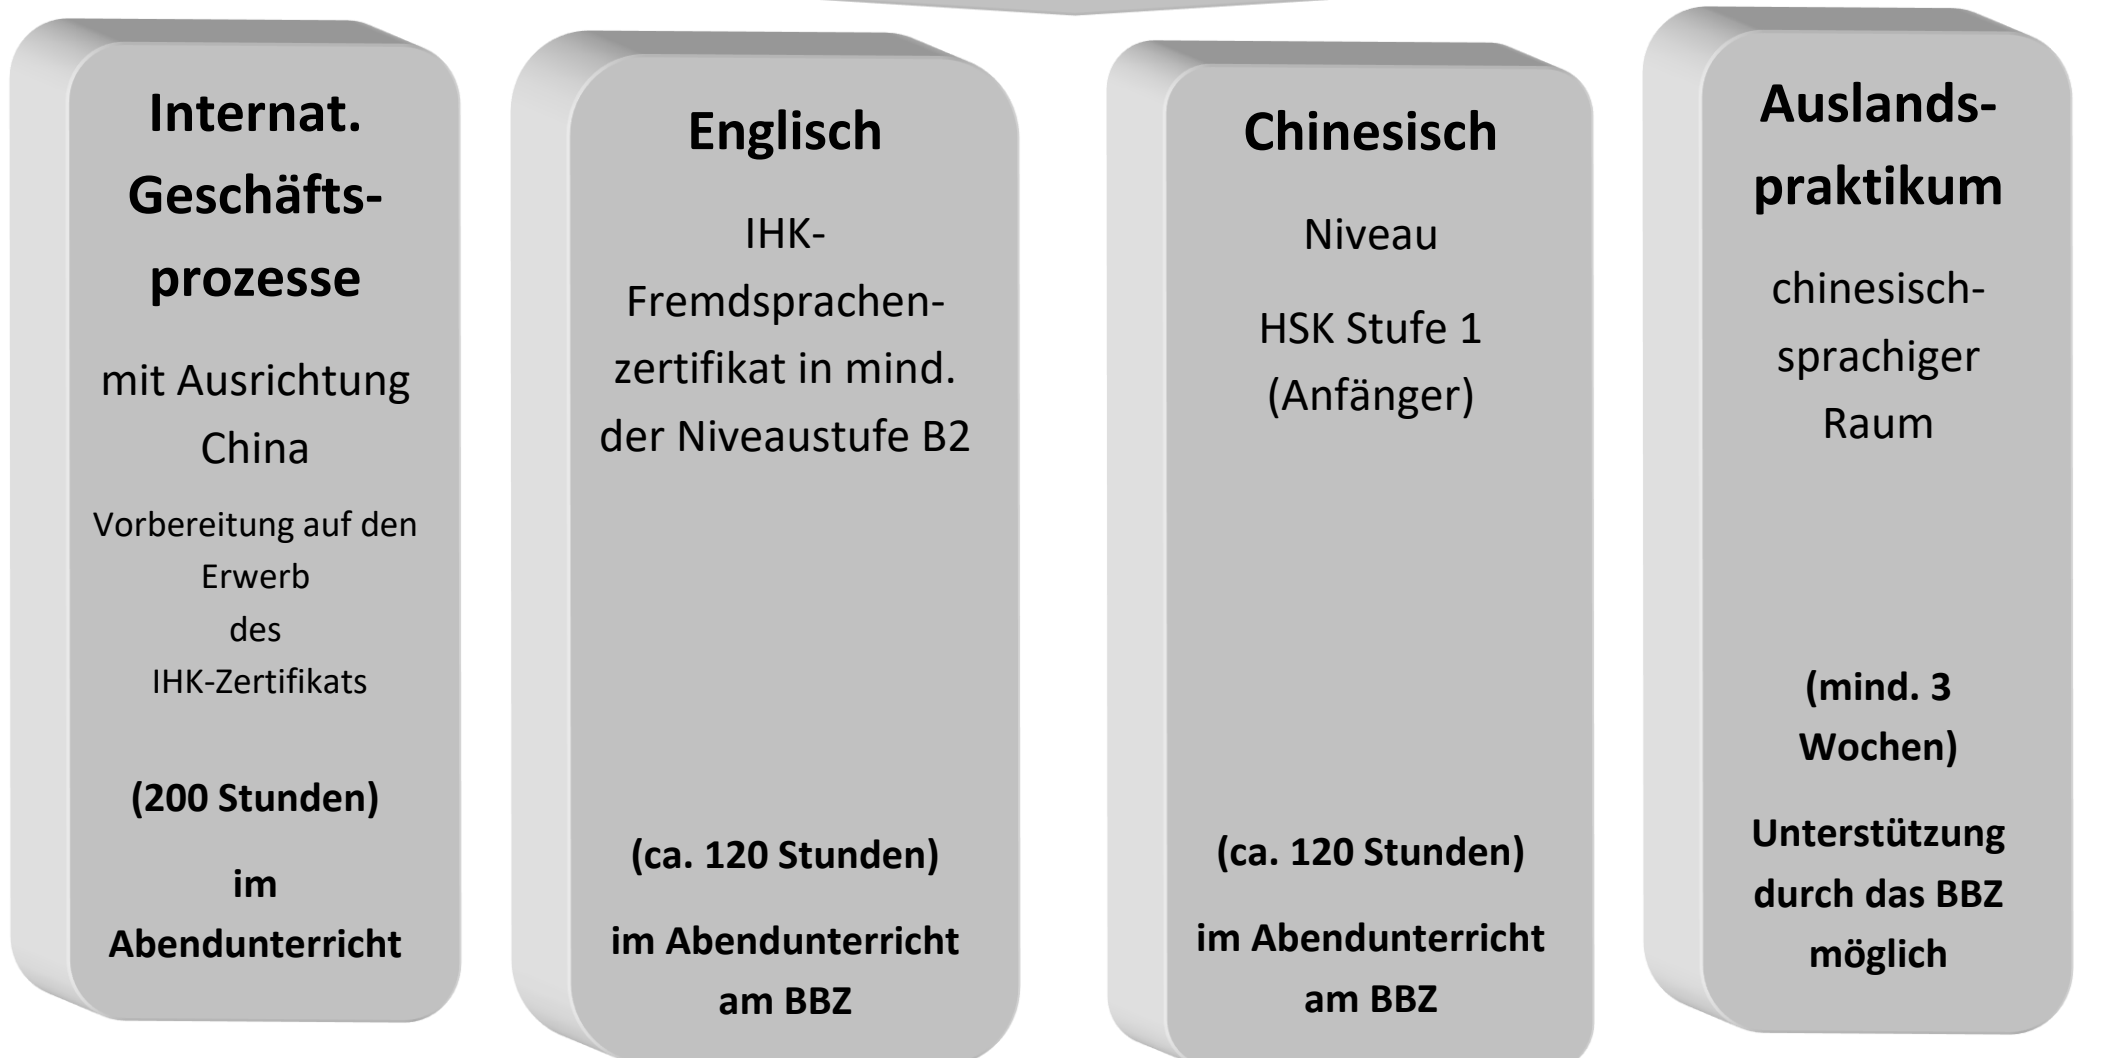 Internat.
Geschäfts-
prozesse
mit Ausrichtung
China
Vorbereitung auf den
Erwerb
des
IHK-Zertifikats
(200 Stunden)
im
Abendunterricht
Englisch
IHK-
Fremdsprachen-
zertifikat in mind.
der Niveaustufe B2
(ca. 120 Stunden)
im Abendunterricht
am BBZ
Chinesisch
Niveau
HSK Stufe 1
(Anfänger)
(ca. 120 Stunden)
im Abendunterricht
am BBZ
Auslands-
praktikum
chinesisch-
sprachiger
Raum
(mind. 3
Wochen)
Unterstützung
durch das BBZ
möglich